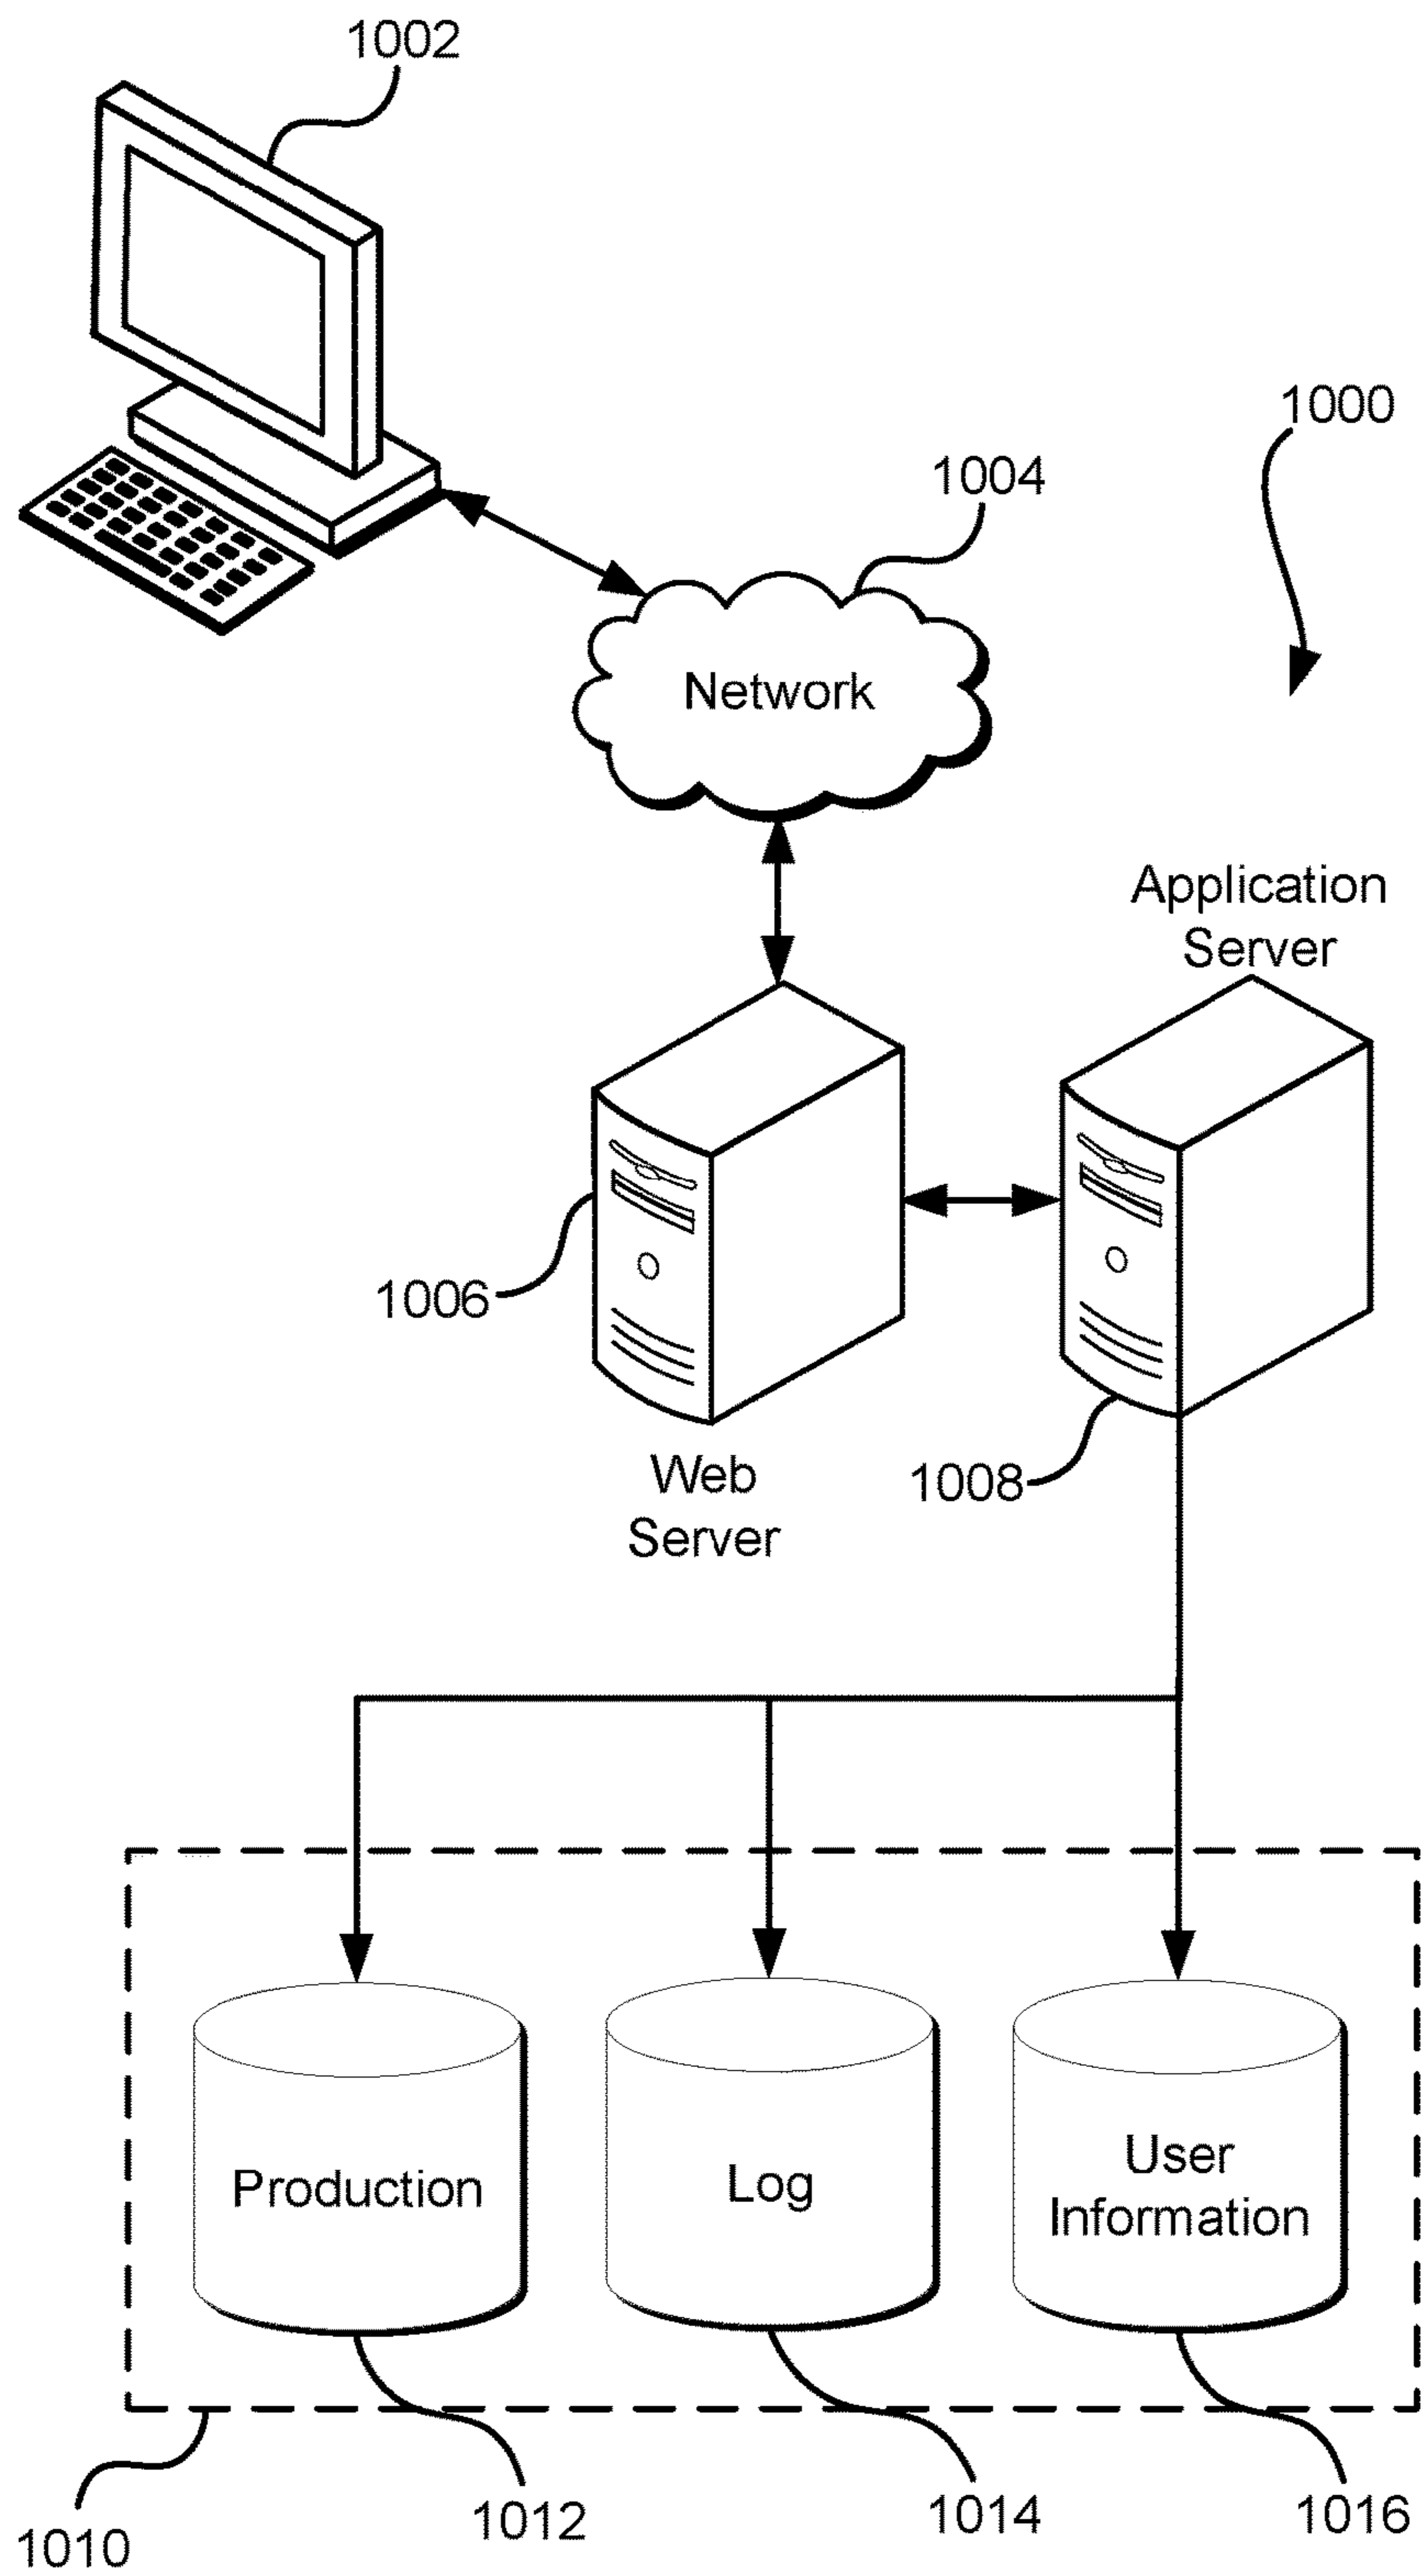 1002
1000
1004
Network
Application
Server
1006
Web
Server
1008
Production
Log
User
Information
1010
1012
1014
1016